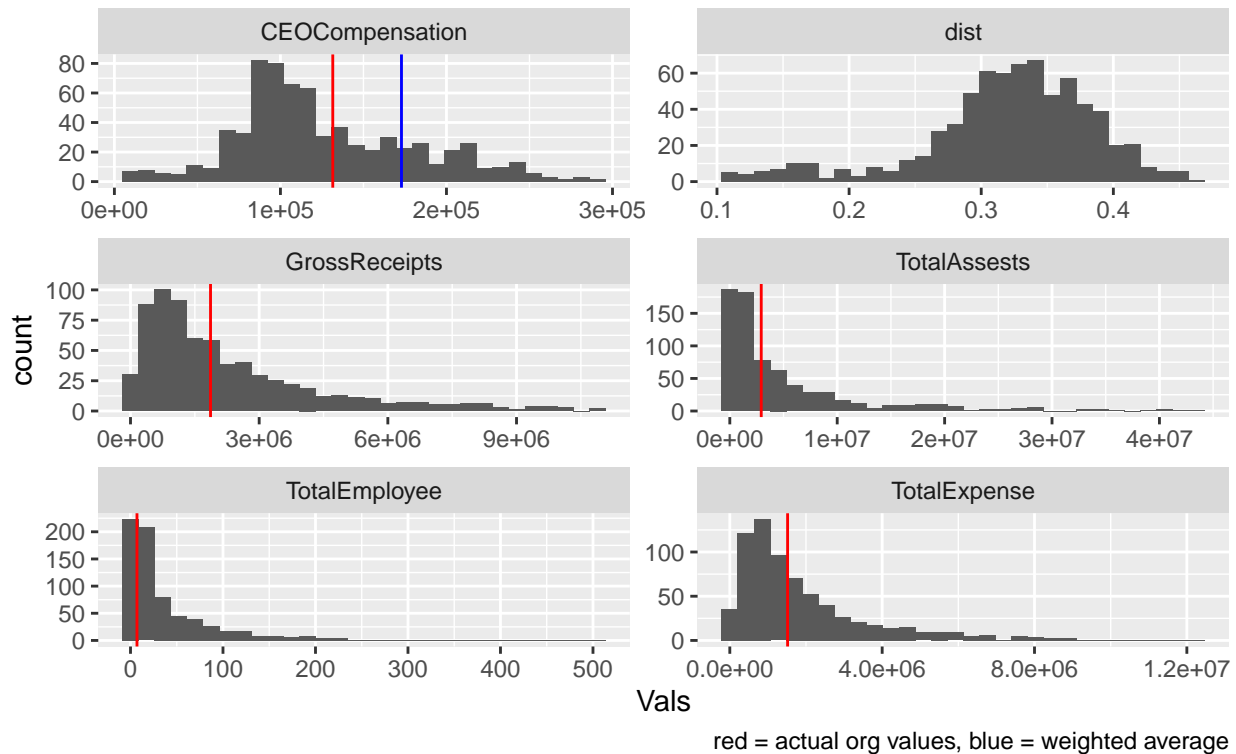 CEOCompensation
dist
80
60
40
20
0
0e+00 1e+05 2e+05 3e+05
60
40
20
0
0.1 0.2 0.3 0.4
GrossReceipts
TotalAssests
100
75
50
25
0
0e+00 3e+06 6e+06 9e+06
150
100
50
0
0e+00 1e+07 2e+07 3e+07 4e+07
TotalEmployee
TotalExpense
200
150
100
50
0
0 100 200 300 400 500
100
50
0
0.0e+00 4.0e+06 8.0e+06 1.2e+07
count
Vals
red = actual org values, blue = weighted average